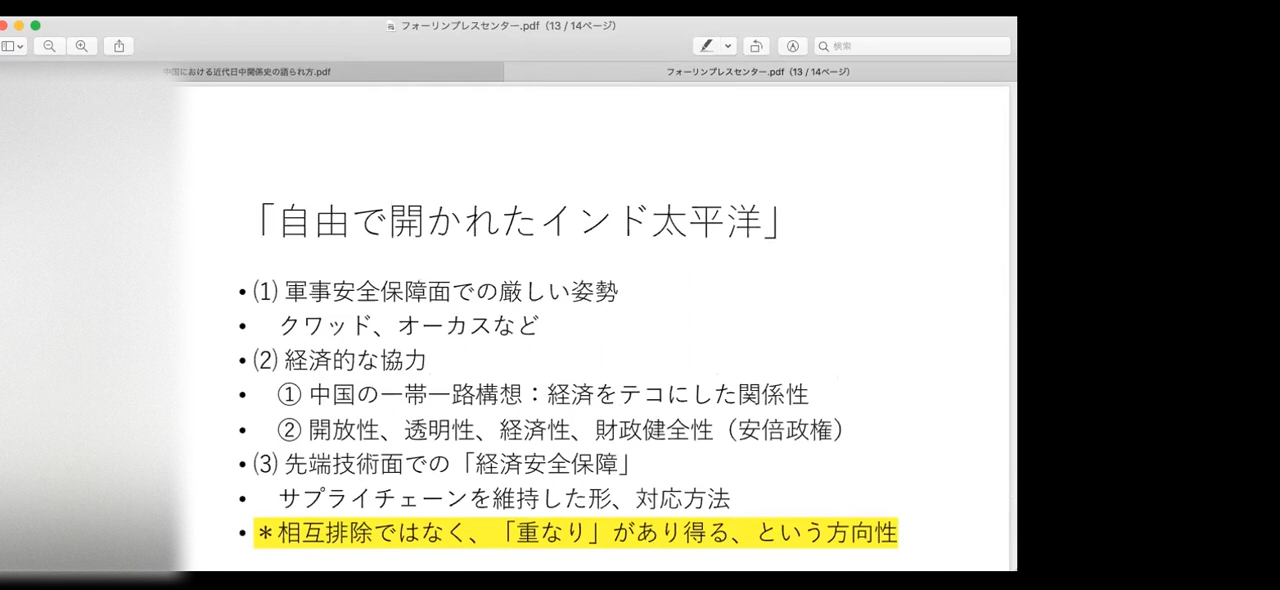 フォーリンプレスセンター.pdf（13 / 14ページ）
検索
中国における近代日中関係史の語られ方.pdf
フォーリンプレスセンター.pdf（13 / 14ページ）
「自由で開かれたインド太平洋」
• (1) 軍事安全保障面での厳しい姿勢
• クワッド、オーカスなど
• (2) 経済的な協力
• ① 中国の一帯一路構想：経済をテコにした関係性
• ② 開放性、透明性、経済性、財政健全性（安倍政権）
• (3) 先端技術面での「経済安全保障」
• サプライチェーンを維持した形、対応方法
• ＊相互排除ではなく、「重なり」があり得る、という方向性